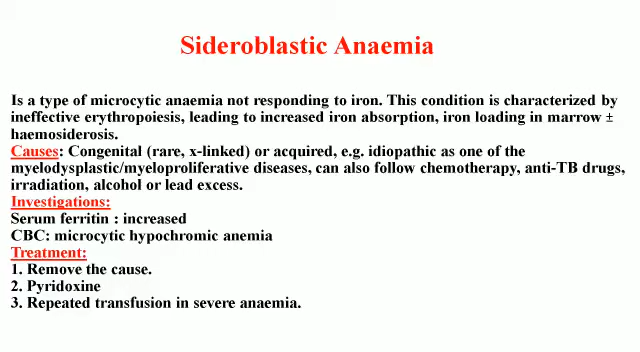 Sideroblastic Anaemia
Is a type of microcytic anaemia not responding to iron. This condition is characterized by
ineffective erythropoiesis, leading to increased iron absorption, iron loading in marrow ±
haemosiderosis.
Causes: Congenital (rare, x-linked) or acquired, e.g. idiopathic as one of the
myelodysplastic/myeloproliferative diseases, can also follow chemotherapy, anti-TB drugs,
irradiation, alcohol or lead excess.
Investigations:
Serum ferritin : increased
CBC: microcytic hypochromic anemia
Treatment:
1. Remove the cause.
2. Pyridoxine
3. Repeated transfusion in severe anaemia.